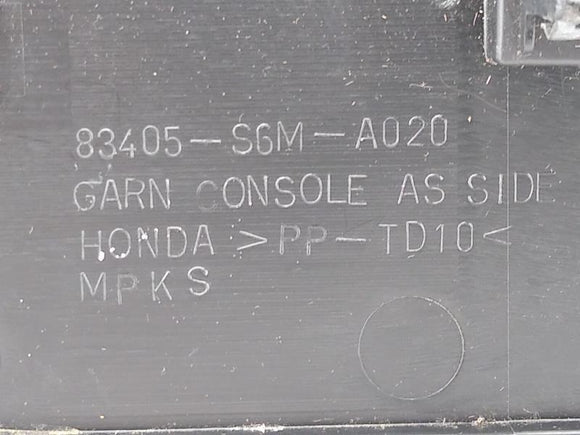 83405-S6M-A020
GARN CONSOLE AS SIDE
HONDA >PP-TD10<
MPKS